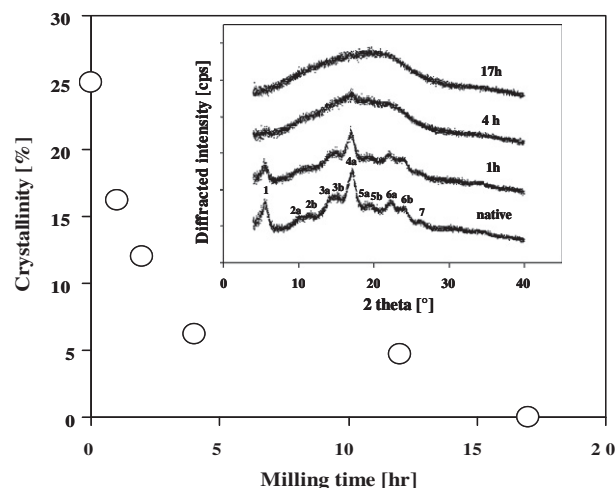 30
25
20
15
10
5
0
Crystallinity [%]
0
5
10
15
2 0
Milling time [hr]
Diffracted intensity [cps]
17h
4 h
1h
4a
1
3a
3b
2a
2b
5a
5b
6a
6b
7
native
0
10
20
30
40
2 theta [°]